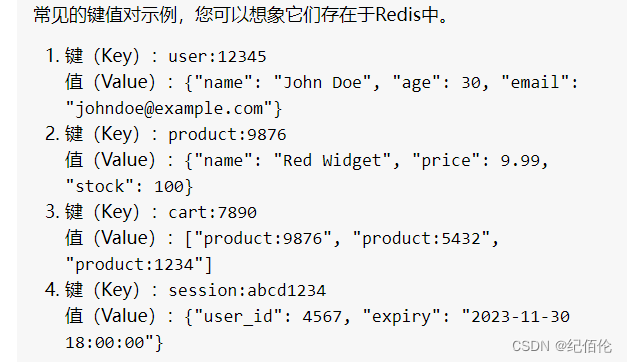 常见的键值对示例，您可以想象它们存在于Redis中。
1. 键（Key）: user:12345
值（Value）: {"name": "John Doe", "age": 30, "email":
"johndoe@example.com"}
2. 键（Key）: product:9876
值（Value）: {"name": "Red Widget", "price": 9.99,
"stock": 100}
3. 键（Key）: cart:7890
值（Value）: ["product:9876", "product:5432",
"product:1234"]
4. 键（Key）: session:abcd1234
值（Value）: {"user_id": 4567, "expiry": "2023-11-30
18:00:00"}
CSDN @纪佰伦